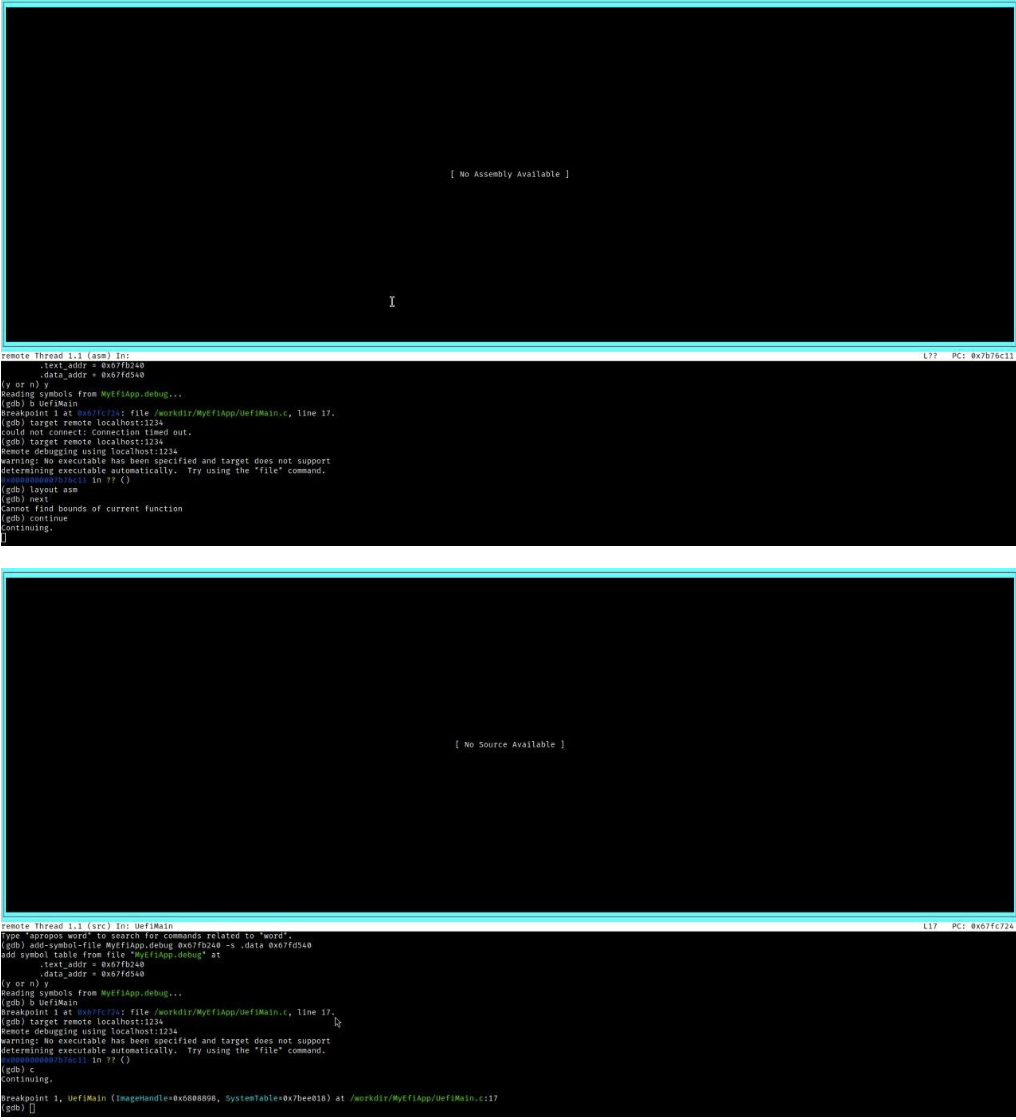 [ No Assembly Available ]
remote Thread 1.1 (asm) In: L?? PC: 0x7b76c11
.text_addr = 0x67fb240
.data_addr = 0x67fd540
(y or n) y
Reading symbols from MyEfiApp.debug...
(gdb) b UefiMain
Breakpoint 1 at 0x67fc724: file /workdir/MyEfiApp/UefiMain.c, line 17.
(gdb) target remote localhost:1234
could not connect: Connection timed out.
(gdb) target remote localhost:1234
Remote debugging using localhost:1234
warning: No executable has been specified and target does not support
determining executable automatically.  Try using the "file" command.
0x0000000007b76c11 in ?? ()
(gdb) layout asm
(gdb) next
Cannot find bounds of current function
(gdb) continue
Continuing.
[ No Source Available ]
remote Thread 1.1 (src) In: UefiMain L17 PC: 0x67fc724
Type "apropos word" to search for commands related to "word".
(gdb) add-symbol-file MyEfiApp.debug 0x67fb240 -s .data 0x67fd540
add symbol table from file "MyEfiApp.debug" at
.text_addr = 0x67fb240
.data_addr = 0x67fd540
(y or n) y
Reading symbols from MyEfiApp.debug...
(gdb) b UefiMain
Breakpoint 1 at 0x67fc724: file /workdir/MyEfiApp/UefiMain.c, line 17.
(gdb) target remote localhost:1234
Remote debugging using localhost:1234
warning: No executable has been specified and target does not support
determining executable automatically.  Try using the "file" command.
0x0000000007b76c11 in ?? ()
(gdb) c
Continuing.
Breakpoint 1, UefiMain (ImageHandle=0x6808898, SystemTable=0x7bee018) at /workdir/MyEfiApp/UefiMain.c:17
(gdb)